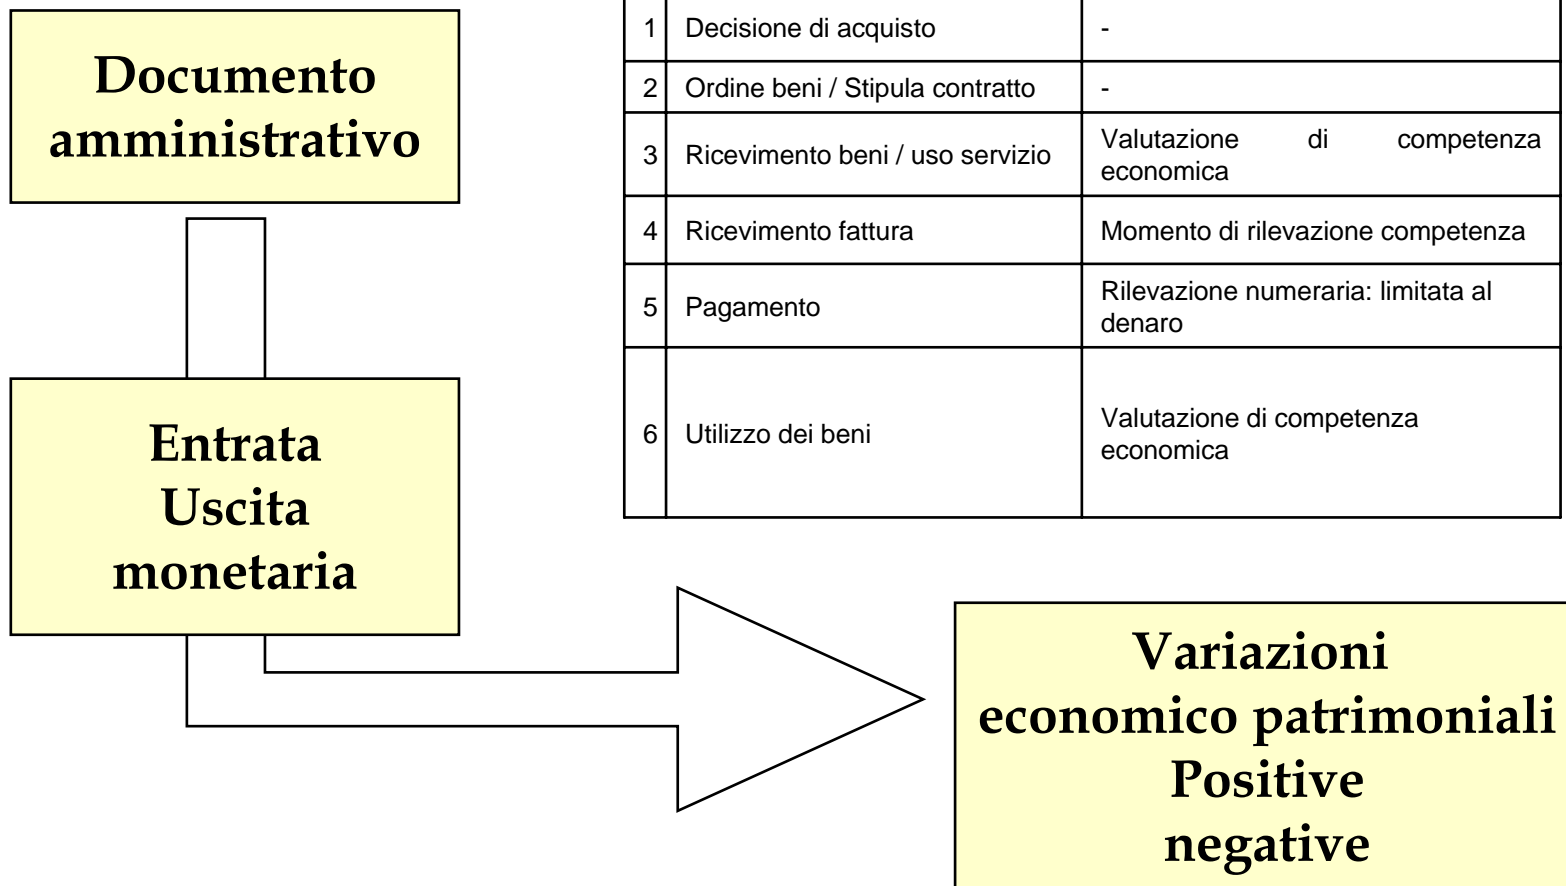 Documento
amministrativo
1 Decisione di acquisto -
2 Ordine beni / Stipula contratto -
3 Ricevimento beni / uso servizio Valutazione di competenza
economica
4 Ricevimento fattura Momento di rilevazione competenza
5 Pagamento Rilevazione numeraria: limitata al
denaro
6 Utilizzo dei beni Valutazione di competenza
economica
Entrata
Uscita
monetaria
Variazioni
economico patrimoniali
Positive
negative